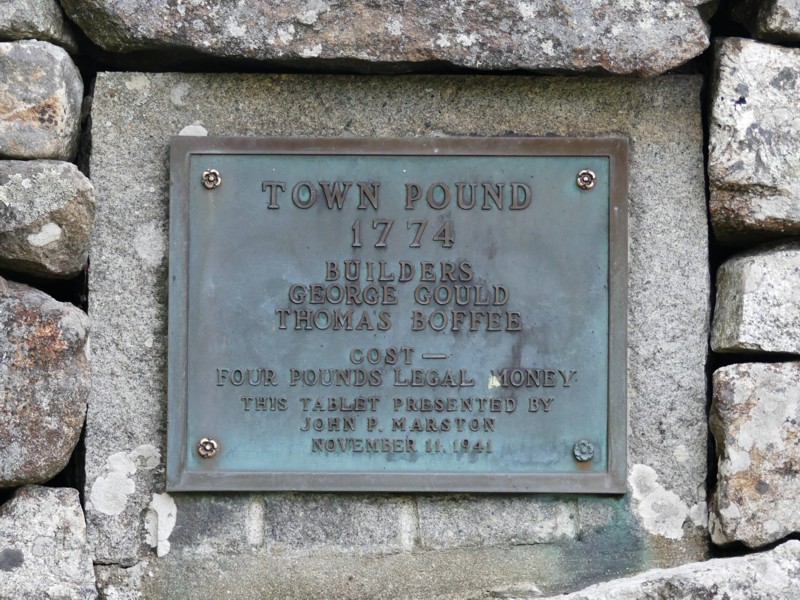 TOWN POUND
1774
BUILDERS
GEORGE GOULD
THOMAS BOFFEE
COST —
FOUR POUNDS LEGAL MONEY
THIS TABLET PRESENTED BY
JOHN P. MARSTON
NOVEMBER 11, 1941